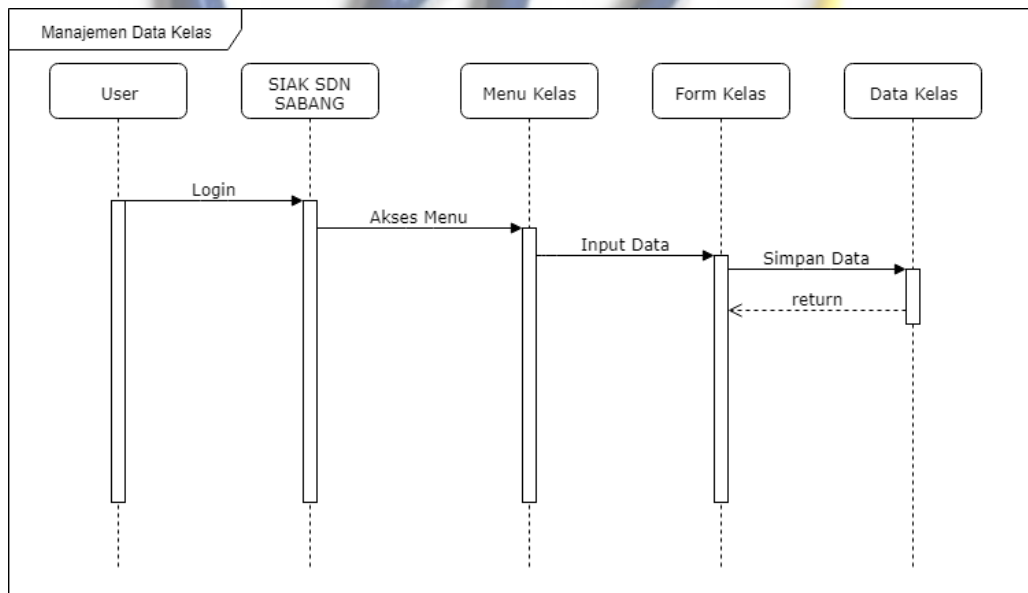 Manajemen Data Kelas
User
SIAK SDN
SABANG
Menu Kelas
Form Kelas
Data Kelas
Login
Akses Menu
Input Data
Simpan Data
return